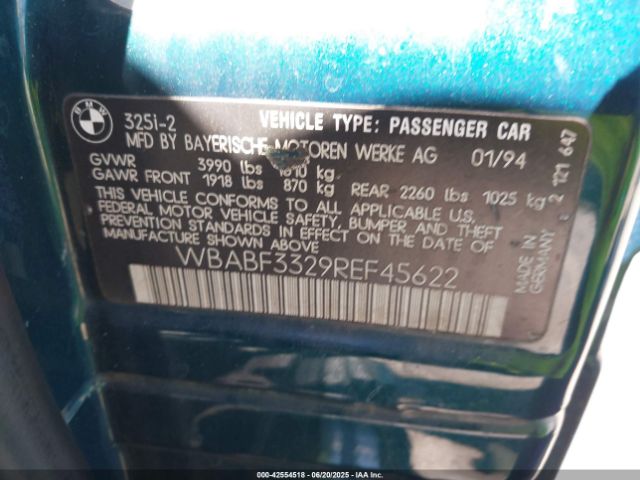 BMW
325i-2 VEHICLE TYPE: PASSENGER CAR
MFD BY BAYERISCHE MOTOREN WERKE AG 01/94
GVWR 3990 lbs 1810 kg
GAWR FRONT 1918 lbs 870 kg REAR 2260 lbs 1025 kg
THIS VEHICLE CONFORMS TO ALL APPLICABLE U.S.
FEDERAL MOTOR VEHICLE SAFETY, BUMPER AND THEFT
PREVENTION STANDARDS IN EFFECT ON THE DATE OF
MANUFACTURE SHOWN ABOVE
WBABF3329REF45622
MADE IN
GERMANY
2 121 647
000-42554518 - 06/20/2025 - IAA Inc.